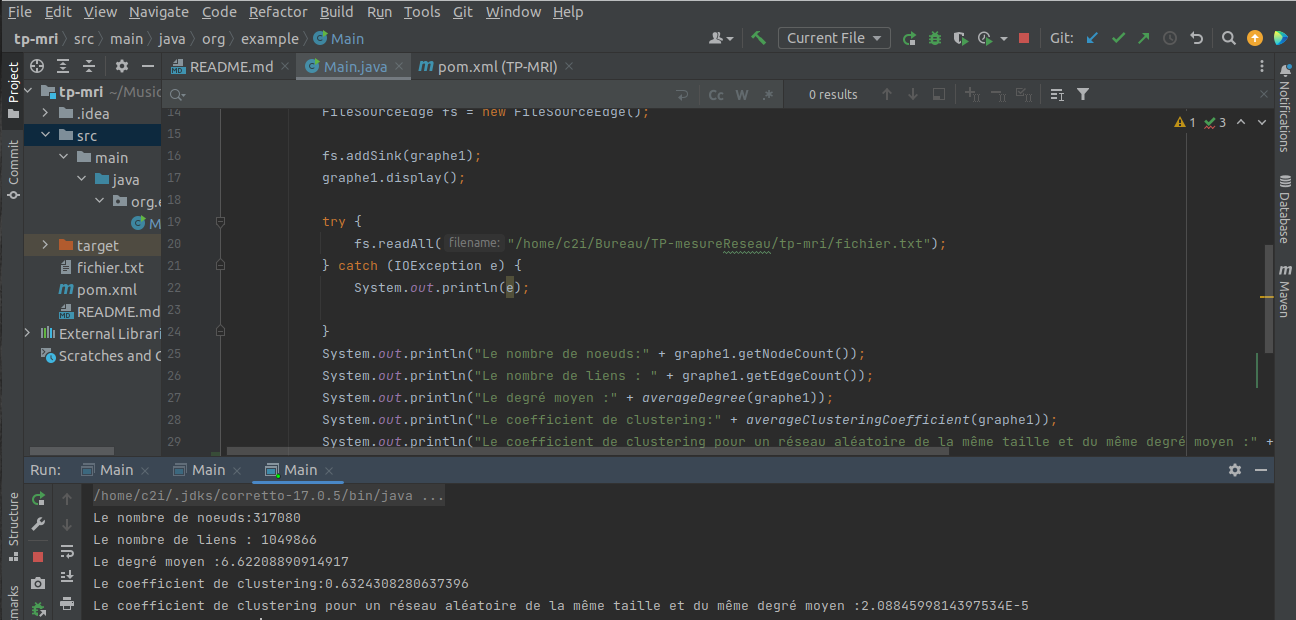 File Edit View Navigate Code Refactor Build Run Tools Git Window Help
tp-mri src main java org example Main
Current File
Git:
Project
Commit
Structure
marks
Notifications
Database
Maven
README.md
Main.java
pom.xml (TP-MRI)
tp-mri ~/Music
.idea
src
main
java
org.e
M
target
fichier.txt
pom.xml
README.md
External Librari
Scratches and C
Cc W .*
0 results
1 3
14 FileSourceEdge fs = new FileSourceEdge();
15
16 fs.addSink(graphe1);
17 graphe1.display();
18
19 try {
20 fs.readAll( filename: "/home/c2i/Bureau/TP-mesureReseau/tp-mri/fichier.txt");
21 } catch (IOException e) {
22 System.out.println(e);
23
24 }
25 System.out.println("Le nombre de noeuds:" + graphe1.getNodeCount());
26 System.out.println("Le nombre de liens : " + graphe1.getEdgeCount());
27 System.out.println("Le degré moyen :" + averageDegree(graphe1));
28 System.out.println("Le coefficient de clustering:" + averageClusteringCoefficient(graphe1));
29 System.out.println("Le coefficient de clustering pour un réseau aléatoire de la même taille et du même degré moyen :" +
Run: Main Main Main
/home/c2i/.jdks/corretto-17.0.5/bin/java ...
Le nombre de noeuds:317080
Le nombre de liens : 1049866
Le degré moyen :6.62208890914917
Le coefficient de clustering:0.6324308280637396
Le coefficient de clustering pour un réseau aléatoire de la même taille et du même degré moyen :2.0884599814397534E-5